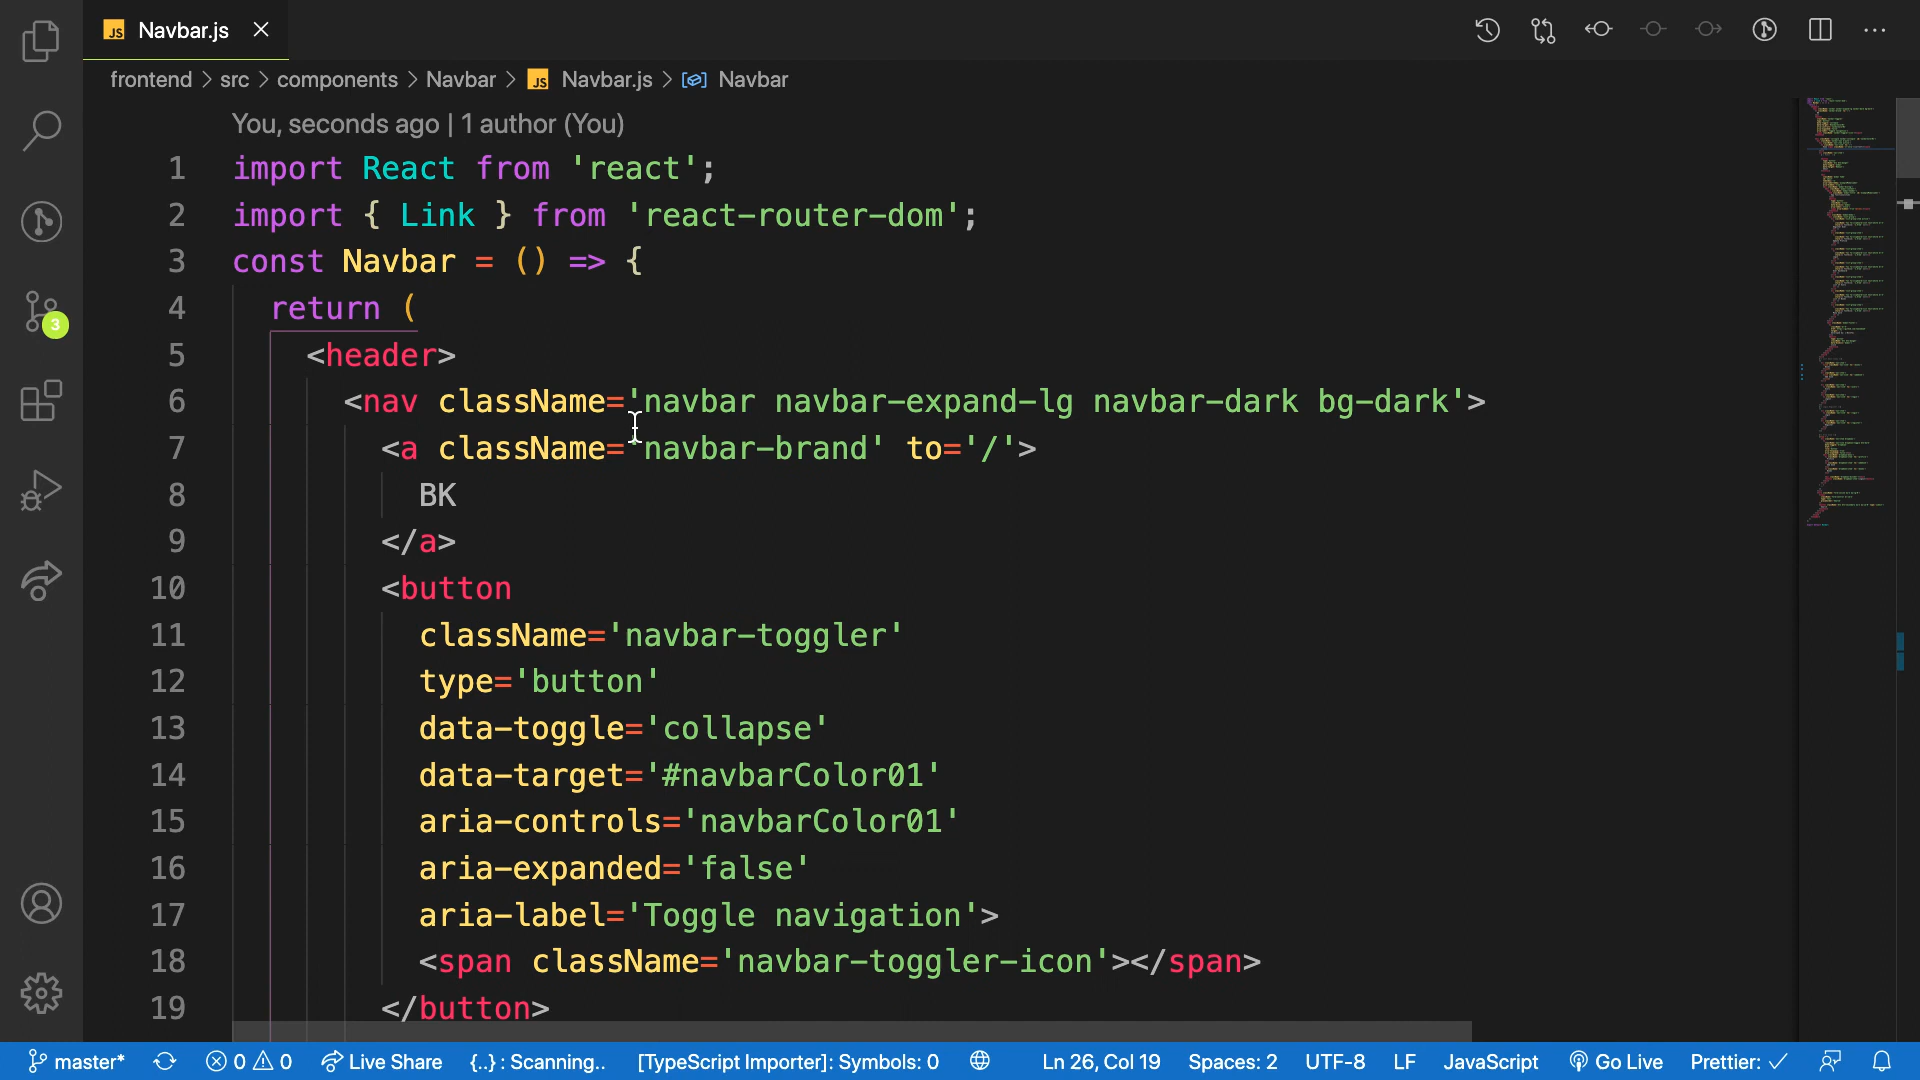 JS Navbar.js
frontend > src > components > Navbar > JS Navbar.js > Navbar
You, seconds ago | 1 author (You)
1 import React from 'react';
2 import { Link } from 'react-router-dom';
3 const Navbar = () => {
4 return (
5 <header>
6 <nav className='navbar navbar-expand-lg navbar-dark bg-dark'>
7 <a className='navbar-brand' to='/'>
8 BK
9 </a>
10 <button
11 className='navbar-toggler'
12 type='button'
13 data-toggle='collapse'
14 data-target='#navbarColor01'
15 aria-controls='navbarColor01'
16 aria-expanded='false'
17 aria-label='Toggle navigation'>
18 <span className='navbar-toggler-icon'></span>
19 </button>
3
master* 0 0 Live Share {..} : Scanning.. [TypeScript Importer]: Symbols: 0 Ln 26, Col 19 Spaces: 2 UTF-8 LF JavaScript Go Live Prettier: ✓